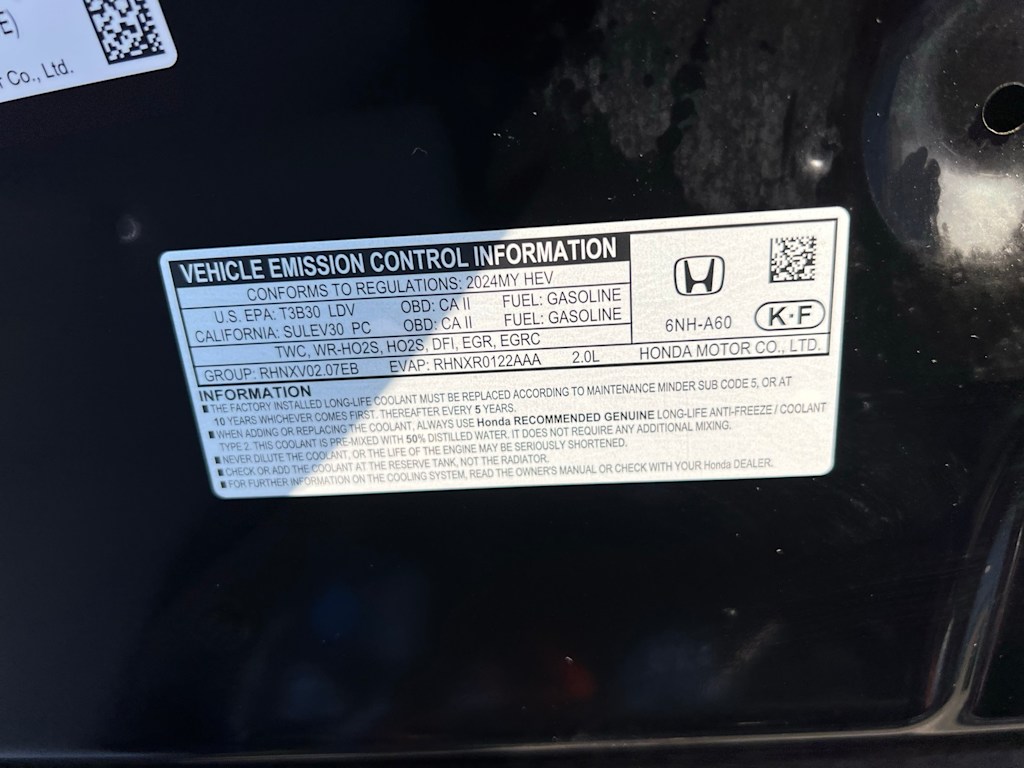 E)
Co., Ltd.
VEHICLE EMISSION CONTROL INFORMATION
CONFORMS TO REGULATIONS: 2024MY HEV
U.S. EPA: T3B30 LDV OBD: CA II FUEL: GASOLINE
CALIFORNIA: SULEV30 PC OBD: CA II FUEL: GASOLINE
TWC, WR-HO2S, HO2S, DFI, EGR, EGRC
GROUP: RHNXV02.07EB EVAP: RHNXR0122AAA 2.0L
6NH-A60 K·F
HONDA MOTOR CO., LTD.
INFORMATION
THE FACTORY INSTALLED LONG-LIFE COOLANT MUST BE REPLACED ACCORDING TO MAINTENANCE MINDER SUB CODE 5, OR AT
10 YEARS WHICHEVER COMES FIRST. THEREAFTER EVERY 5 YEARS.
WHEN ADDING OR REPLACING THE COOLANT, ALWAYS USE Honda RECOMMENDED GENUINE LONG-LIFE ANTI-FREEZE / COOLANT
TYPE 2. THIS COOLANT IS PRE-MIXED WITH 50% DISTILLED WATER. IT DOES NOT REQUIRE ANY ADDITIONAL MIXING.
NEVER DILUTE THE COOLANT, OR THE LIFE OF THE ENGINE MAY BE SERIOUSLY SHORTENED.
CHECK OR ADD THE COOLANT AT THE RESERVE TANK, NOT THE RADIATOR.
FOR FURTHER INFORMATION ON THE COOLING SYSTEM, READ THE OWNER'S MANUAL OR CHECK WITH YOUR Honda DEALER.